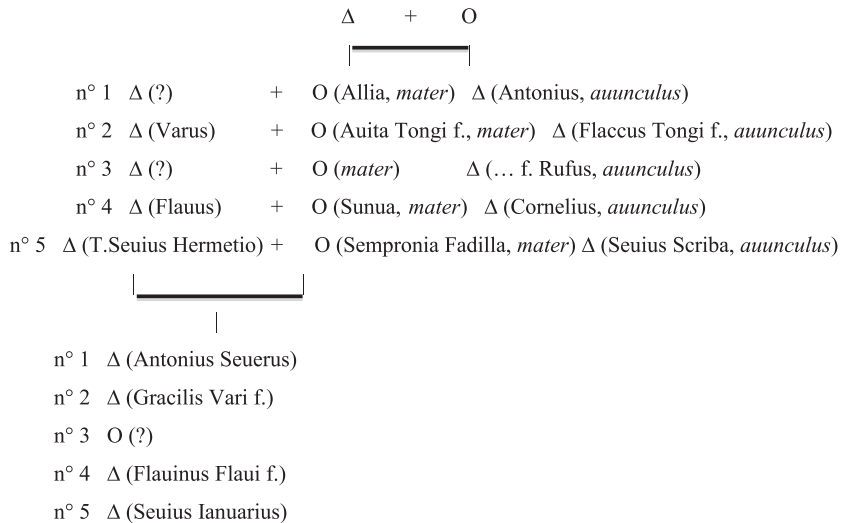 Δ + O
n° 1 Δ (?) + O (Allia, mater) Δ (Antonius, auunculus)
n° 2 Δ (Varus) + O (Auita Tongi f., mater) Δ (Flaccus Tongi f., auunculus)
n° 3 Δ (?) + O (mater) Δ (… f. Rufus, auunculus)
n° 4 Δ (Flauus) + O (Sunua, mater) Δ (Cornelius, auunculus)
n° 5 Δ (T.Seuius Hermetio) + O (Sempronia Fadilla, mater) Δ (Seuius Scriba, auunculus)
n° 1 Δ (Antonius Seuerus)
n° 2 Δ (Gracilis Vari f.)
n° 3 O (?)
n° 4 Δ (Flauinus Flaui f.)
n° 5 Δ (Seuius Ianuarius)